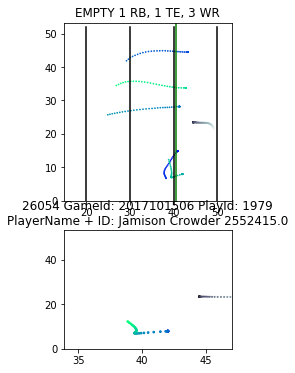 EMPTY 1 RB, 1 TE, 3 WR
50
40
30
20
10
0
20 30 40 50
26054 GameId: 2017101506 PlayId: 1979
PlayerName + ID: Jamison Crowder 2552415.0
40
20
0
35 40 45